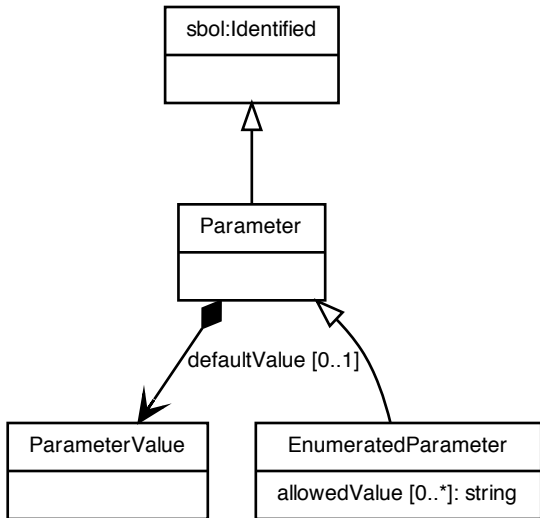 sbol:Identified
Parameter
defaultValue [0..1]
ParameterValue
EnumeratedParameter
allowedValue [0..*]: string